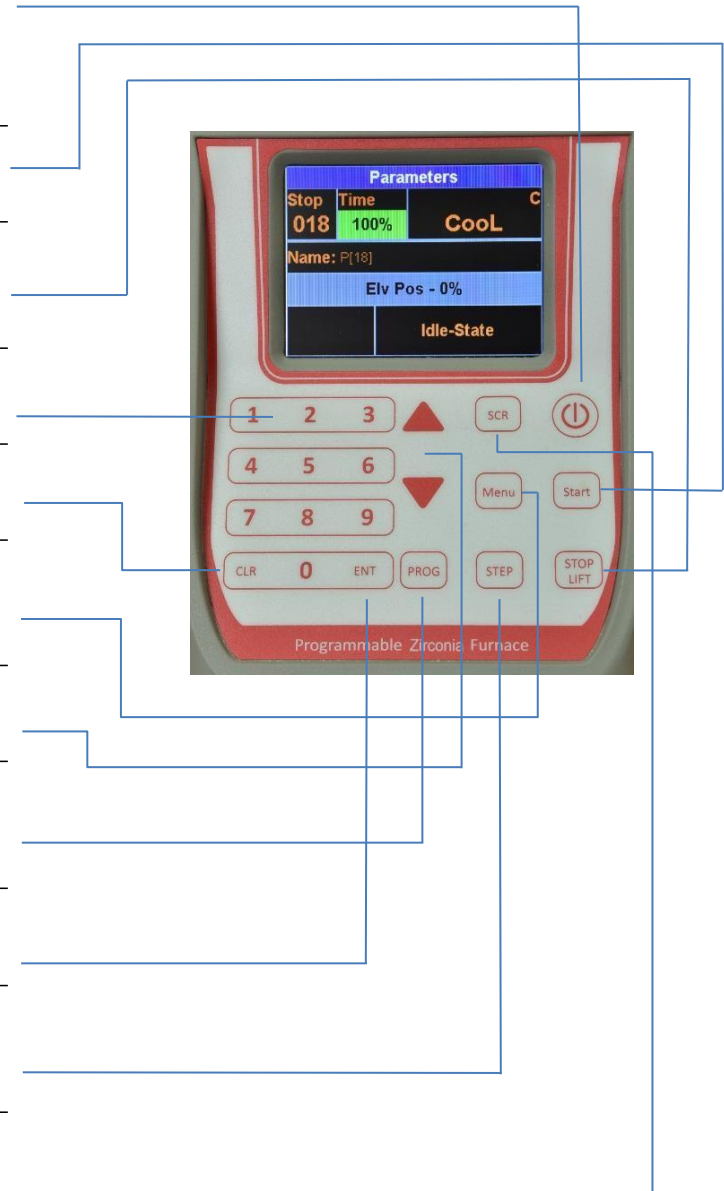 Parameters
Stop Time C
018 100% CooL
Name: P[18]
Elv Pos - 0%
Idle-State
1 2 3 SCR
4 5 6 Menu Start
7 8 9
CLR 0 ENT PROG STEP STOP
LIFT
Programmable Zirconia Furnace